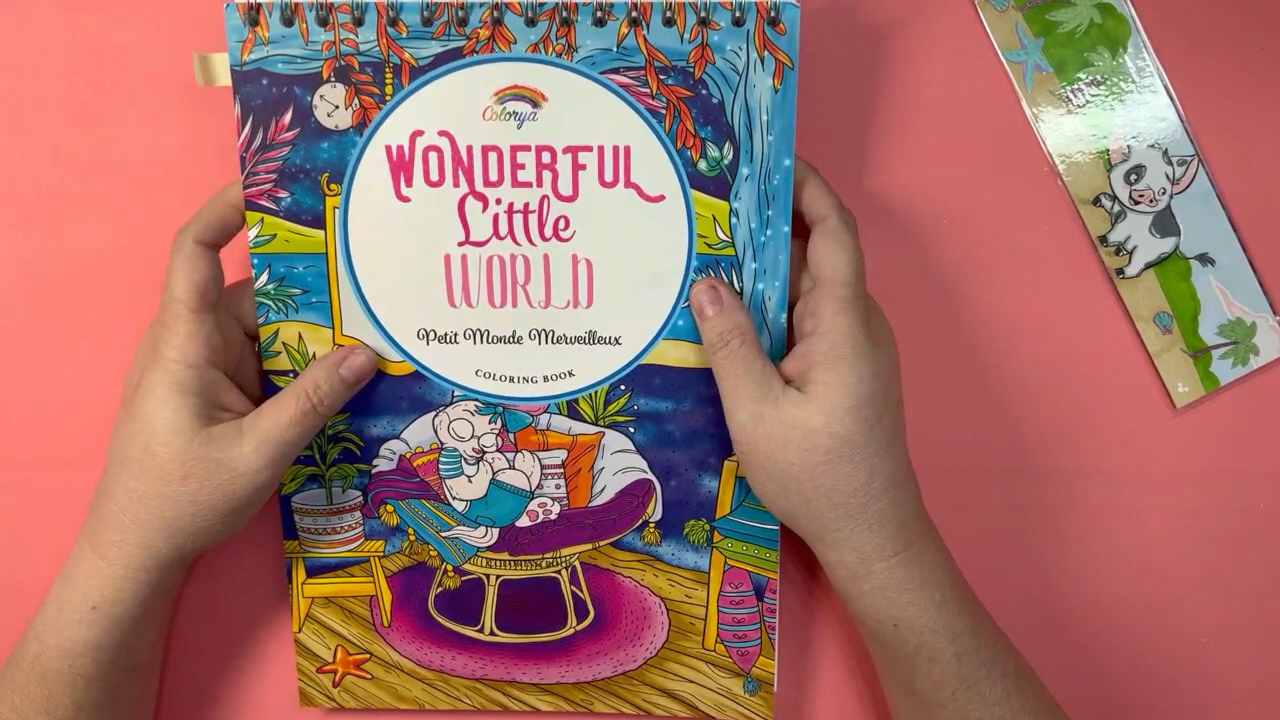 Colorya
WONDERFUL
Little
WORLD
Petit Monde Merveilleux
COLORING BOOK